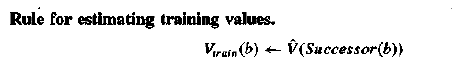 Rule for estimating training values.
V_train(b) ← V̂(Successor(b))